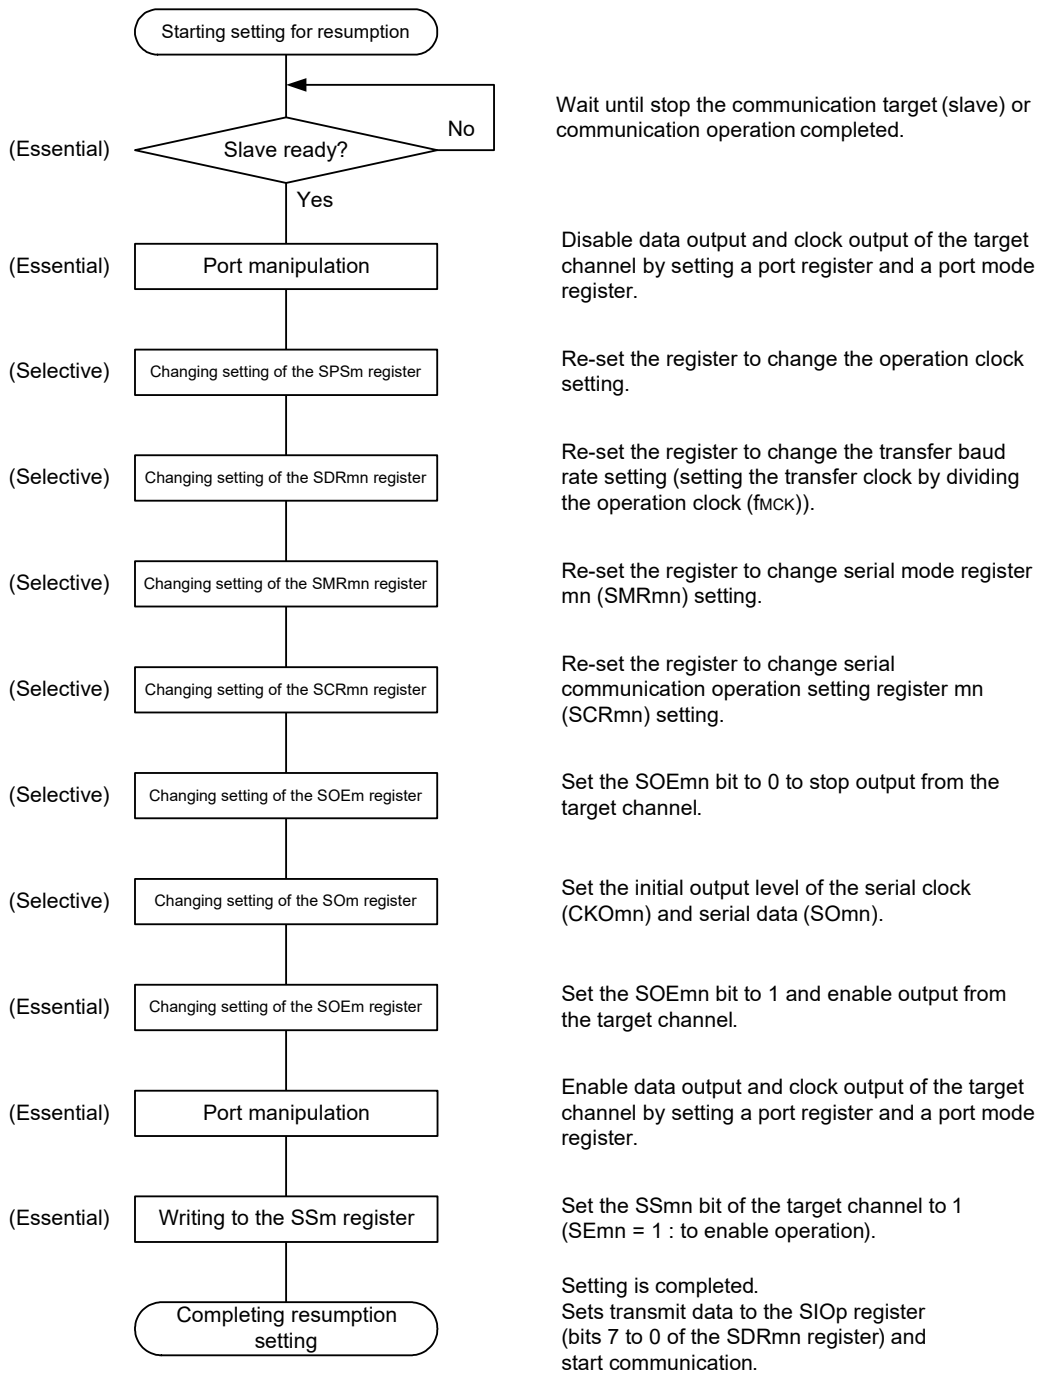 Starting setting for resumption
Wait until stop the communication target (slave) or
communication operation completed.
No
(Essential)
Slave ready?
Yes
Disable data output and clock output of the target
channel by setting a port register and a port mode
register.
(Essential)
Port manipulation
Re-set the register to change the operation clock
setting.
(Selective)
Changing setting of the SPSm register
Re-set the register to change the transfer baud
rate setting (setting the transfer clock by dividing
the operation clock (fMCK)).
(Selective)
Changing setting of the SDRmn register
Re-set the register to change serial mode register
mn (SMRmn) setting.
(Selective)
Changing setting of the SMRmn register
Re-set the register to change serial
communication operation setting register mn
(SCRmn) setting.
(Selective)
Changing setting of the SCRmn register
Set the SOEmn bit to 0 to stop output from the
target channel.
(Selective)
Changing setting of the SOEm register
Set the initial output level of the serial clock
(CKOmn) and serial data (SOmn).
(Selective)
Changing setting of the SOm register
Set the SOEmn bit to 1 and enable output from
the target channel.
(Essential)
Changing setting of the SOEm register
Enable data output and clock output of the target
channel by setting a port register and a port mode
register.
(Essential)
Port manipulation
Set the SSmn bit of the target channel to 1
(SEmn = 1 : to enable operation).
(Essential)
Writing to the SSm register
Completing resumption
setting
Setting is completed.
Sets transmit data to the SIOp register
(bits 7 to 0 of the SDRmn register) and
start communication.